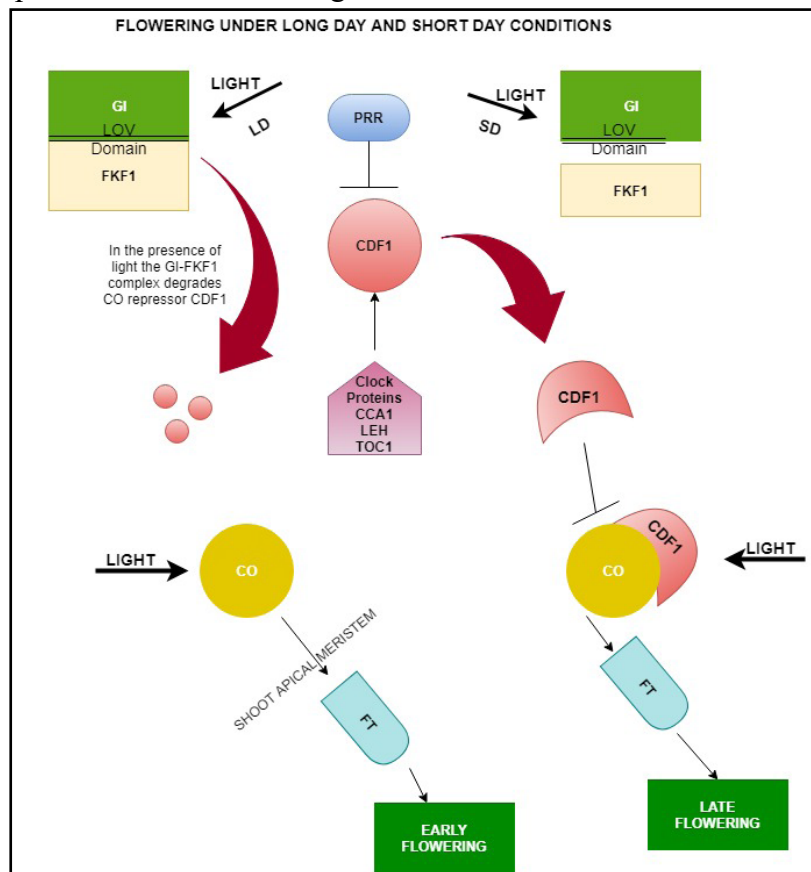 FLOWERING UNDER LONG DAY AND SHORT DAY CONDITIONS
LIGHT
LD
GI
LOV
Domain
FKF1
PRR
LIGHT
SD
GI
LOV
Domain
FKF1
CDF1
In the presence of
light the GI-FKF1
complex degrades
CO repressor CDF1
Clock
Proteins
CCA1
LEH
TOC1
CDF1
LIGHT
CO
CO
CDF1
LIGHT
SHOOT APICAL MERISTEM
FT
FT
EARLY
FLOWERING
LATE
FLOWERING